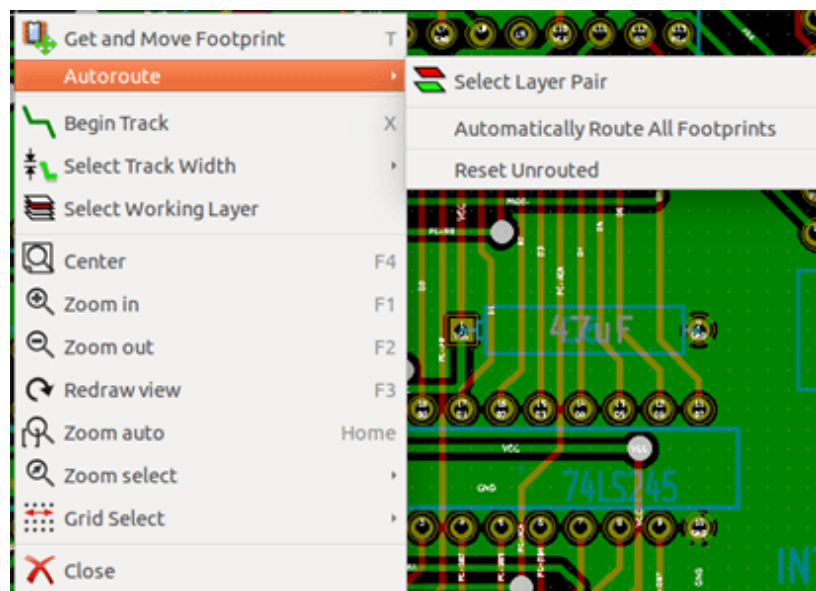 Get and Move Footprint T
Autoroute
Select Layer Pair
Automatically Route All Footprints
Reset Unrouted
Begin Track X
Select Track Width
Select Working Layer
Center F4
Zoom in F1
Zoom out F2
Redraw view F3
Zoom auto Home
Zoom select
Grid Select
Close
47uF
VCC
GND
74LS245
INT